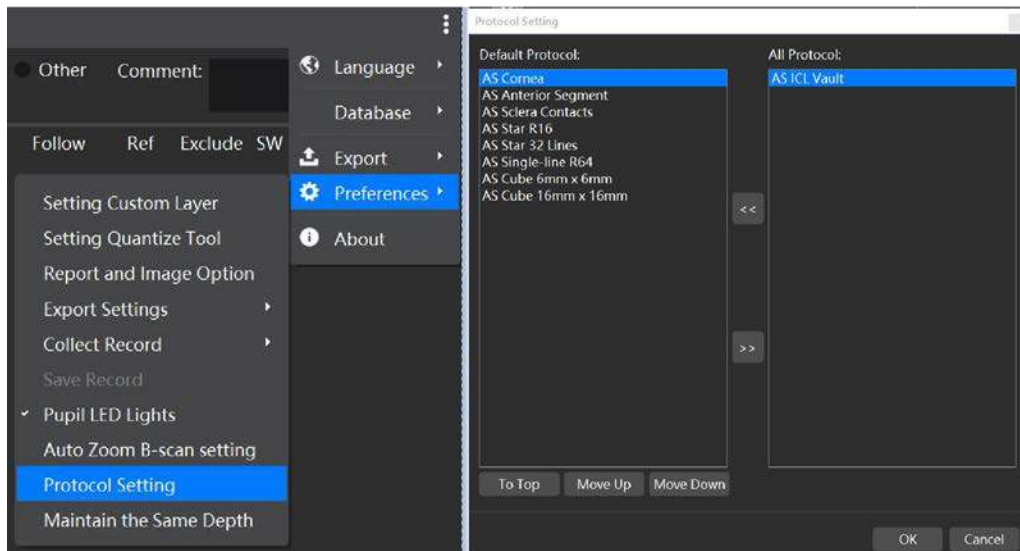 Other Comment:
Follow Ref Exclude SW
Language
Database
Export
Preferences
About
Setting Custom Layer
Setting Quantize Tool
Report and Image Option
Export Settings
Collect Record
Save Record
Pupil LED Lights
Auto Zoom B-scan setting
Protocol Setting
Maintain the Same Depth
Protocol Setting
Default Protocol:
AS Cornea
AS Anterior Segment
AS Sclera Contacts
AS Star R16
AS Star 32 Lines
AS Single-line R64
AS Cube 6mm x 6mm
AS Cube 16mm x 16mm
<<
>>
All Protocol:
AS ICL Vault
To Top Move Up Move Down
OK Cancel